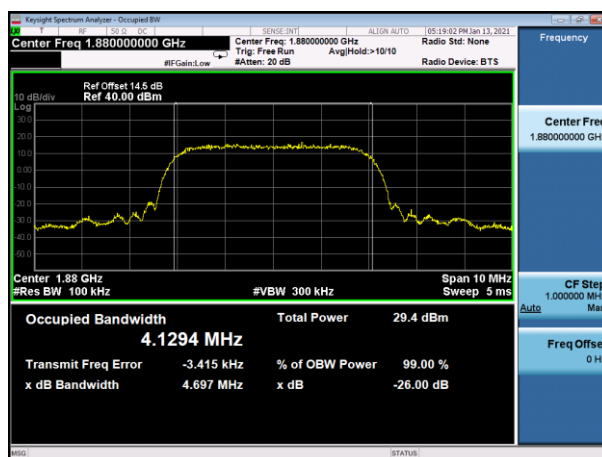 Keysight Spectrum Analyzer - Occupied BW
T RF 50 Ω DC SENSE:INT ALIGN AUTO 05:19:02 PM Jan 13, 2021
Center Freq 1.880000000 GHz
Center Freq: 1.880000000 GHz
Radio Std: None
Trig: Free Run Avg|Hold:>10/10
#IFGain:Low #Atten: 20 dB
Radio Device: BTS
Frequency
Ref Offset 14.5 dB
10 dB/div Ref 40.00 dBm
Log
30.0
20.0
10.0
0.00
-10.0
-20.0
-30.0
-40.0
-50.0
Center 1.88 GHz Span 10 MHz
#Res BW 100 kHz #VBW 300 kHz Sweep 5 ms
Center Fre
1.880000000 GH
CF Step
1.000000 MH
Auto Ma
Freq Offse
0 H
Occupied Bandwidth Total Power 29.4 dBm
4.1294 MHz
Transmit Freq Error -3.415 kHz % of OBW Power 99.00 %
x dB Bandwidth 4.697 MHz x dB -26.00 dB
MSG STATUS